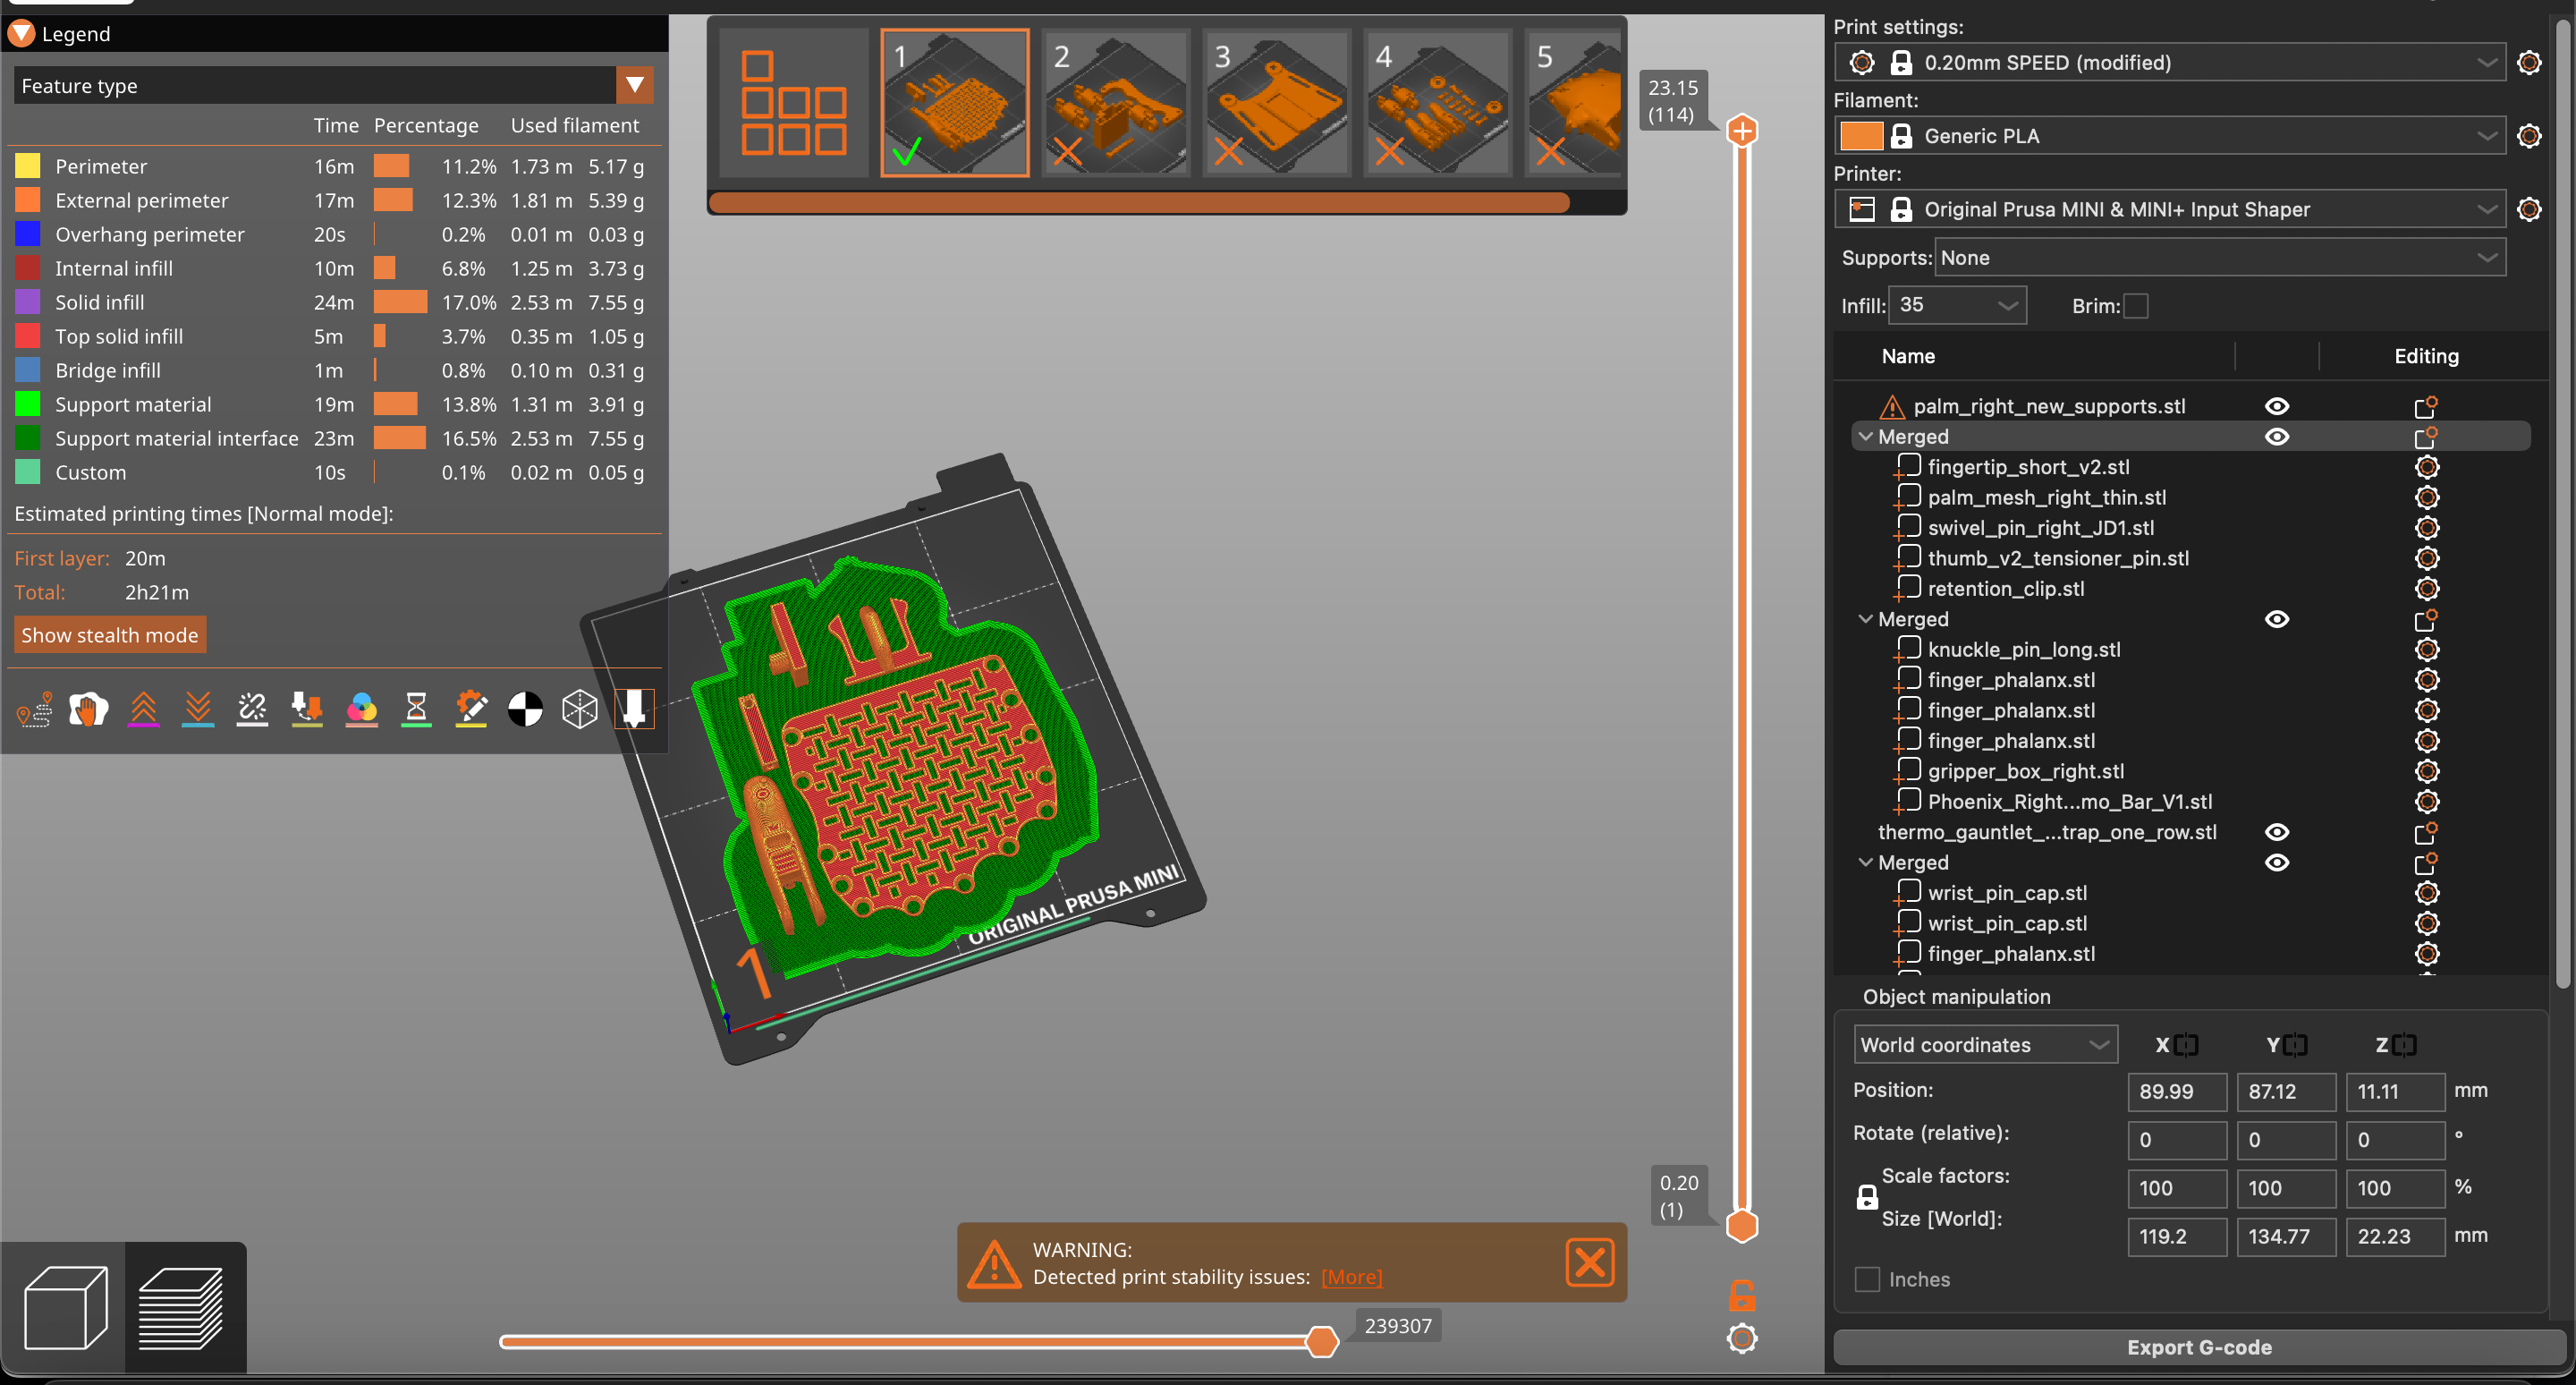 Legend
Feature type
Time Percentage Used filament
Perimeter 16m 11.2% 1.73 m 5.17 g
External perimeter 17m 12.3% 1.81 m 5.39 g
Overhang perimeter 20s 0.2% 0.01 m 0.03 g
Internal infill 10m 6.8% 1.25 m 3.73 g
Solid infill 24m 17.0% 2.53 m 7.55 g
Top solid infill 5m 3.7% 0.35 m 1.05 g
Bridge infill 1m 0.8% 0.10 m 0.31 g
Support material 19m 13.8% 1.31 m 3.91 g
Support material interface 23m 16.5% 2.53 m 7.55 g
Custom 10s 0.1% 0.02 m 0.05 g
Estimated printing times [Normal mode]:
First layer: 20m
Total: 2h21m
Show stealth mode
1
2
3
4
5
23.15
(114)
ORIGINAL PRUSA MINI
1
0.20
(1)
WARNING:
Detected print stability issues: [More]
239307
Print settings:
0.20mm SPEED (modified)
Filament:
Generic PLA
Printer:
Original Prusa MINI & MINI+ Input Shaper
Supports: None
Infill: 35 Brim:
Name Editing
palm_right_new_supports.stl
Merged
fingertip_short_v2.stl
palm_mesh_right_thin.stl
swivel_pin_right_JD1.stl
thumb_v2_tensioner_pin.stl
retention_clip.stl
Merged
knuckle_pin_long.stl
finger_phalanx.stl
finger_phalanx.stl
finger_phalanx.stl
gripper_box_right.stl
Phoenix_Right...mo_Bar_V1.stl
thermo_gauntlet_...trap_one_row.stl
Merged
wrist_pin_cap.stl
wrist_pin_cap.stl
finger_phalanx.stl
Object manipulation
World coordinates X Y Z
Position: 89.99 87.12 11.11 mm
Rotate (relative): 0 0 0 °
Scale factors: 100 100 100 %
Size [World]: 119.2 134.77 22.23 mm
Inches
Export G-code